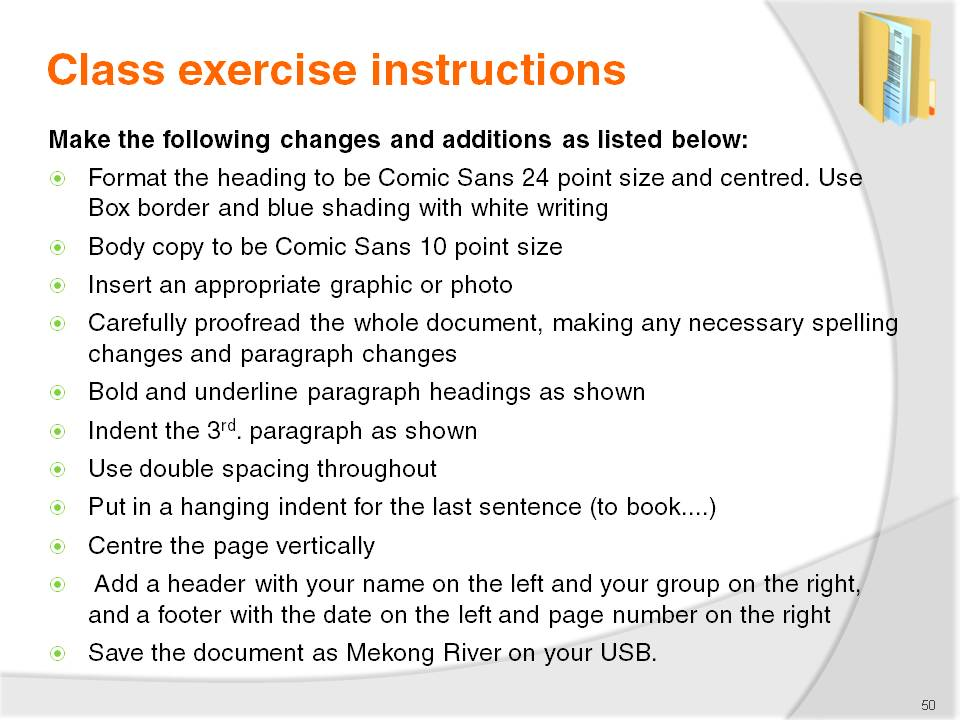 Class exercise instructions
Make the following changes and additions as listed below:
Format the heading to be Comic Sans 24 point size and centred. Use
Box border and blue shading with white writing
Body copy to be Comic Sans 10 point size
Insert an appropriate graphic or photo
Carefully proofread the whole document, making any necessary spelling
changes and paragraph changes
Bold and underline paragraph headings as shown
Indent the 3rd. paragraph as shown
Use double spacing throughout
Put in a hanging indent for the last sentence (to book....)
Centre the page vertically
Add a header with your name on the left and your group on the right,
and a footer with the date on the left and page number on the right
Save the document as Mekong River on your USB.
50